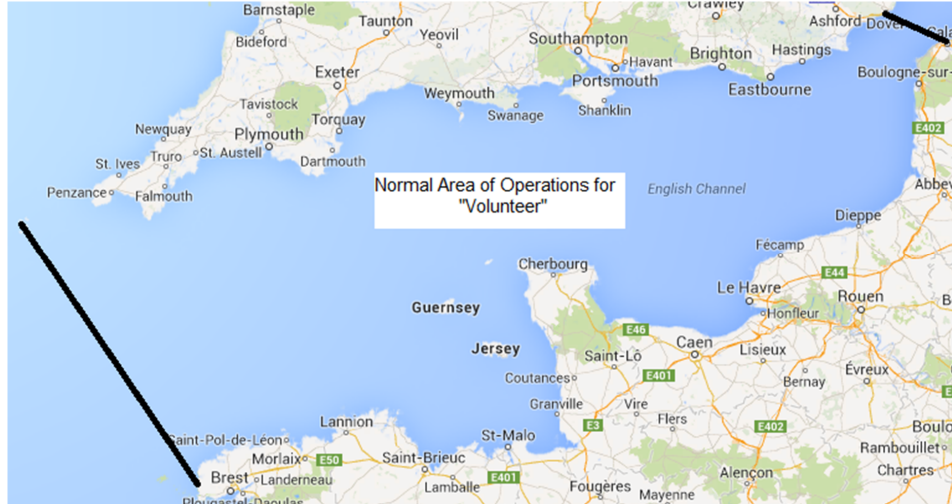 Barnstaple
Crawley
Taunton
Ashford
Dover
Bideford
Yeovil
Southampton
Havant
Brighton
Hastings
Exeter
Portsmouth
Boulogne-sur-
Weymouth
Eastbourne
Swanage
Shanklin
Tavistock
Torquay
Newquay
Plymouth
E402
St. Ives
Truro
St. Austell
Dartmouth
Penzance
Falmouth
Normal Area of Operations for
"Volunteer"
English Channel
Abbev
Dieppe
Fécamp
Cherbourg
E44
Le Havre
Rouen
Guernsey
Honfleur
E46
Jersey
Caen
Saint-Lô
Lisieux
Évreux
Coutances
E401
Bernay
Granville
Vire
Flers
Lannion
E3
E402
Saint-Pol-de-Léon
St-Malo
Rambouillet
Morlaix
E50
Saint-Brieuc
Brest
Landerneau
E401
Alençon
Chartres
Lamballe
Fougères
Mayenne
Plougastel-Daoulas